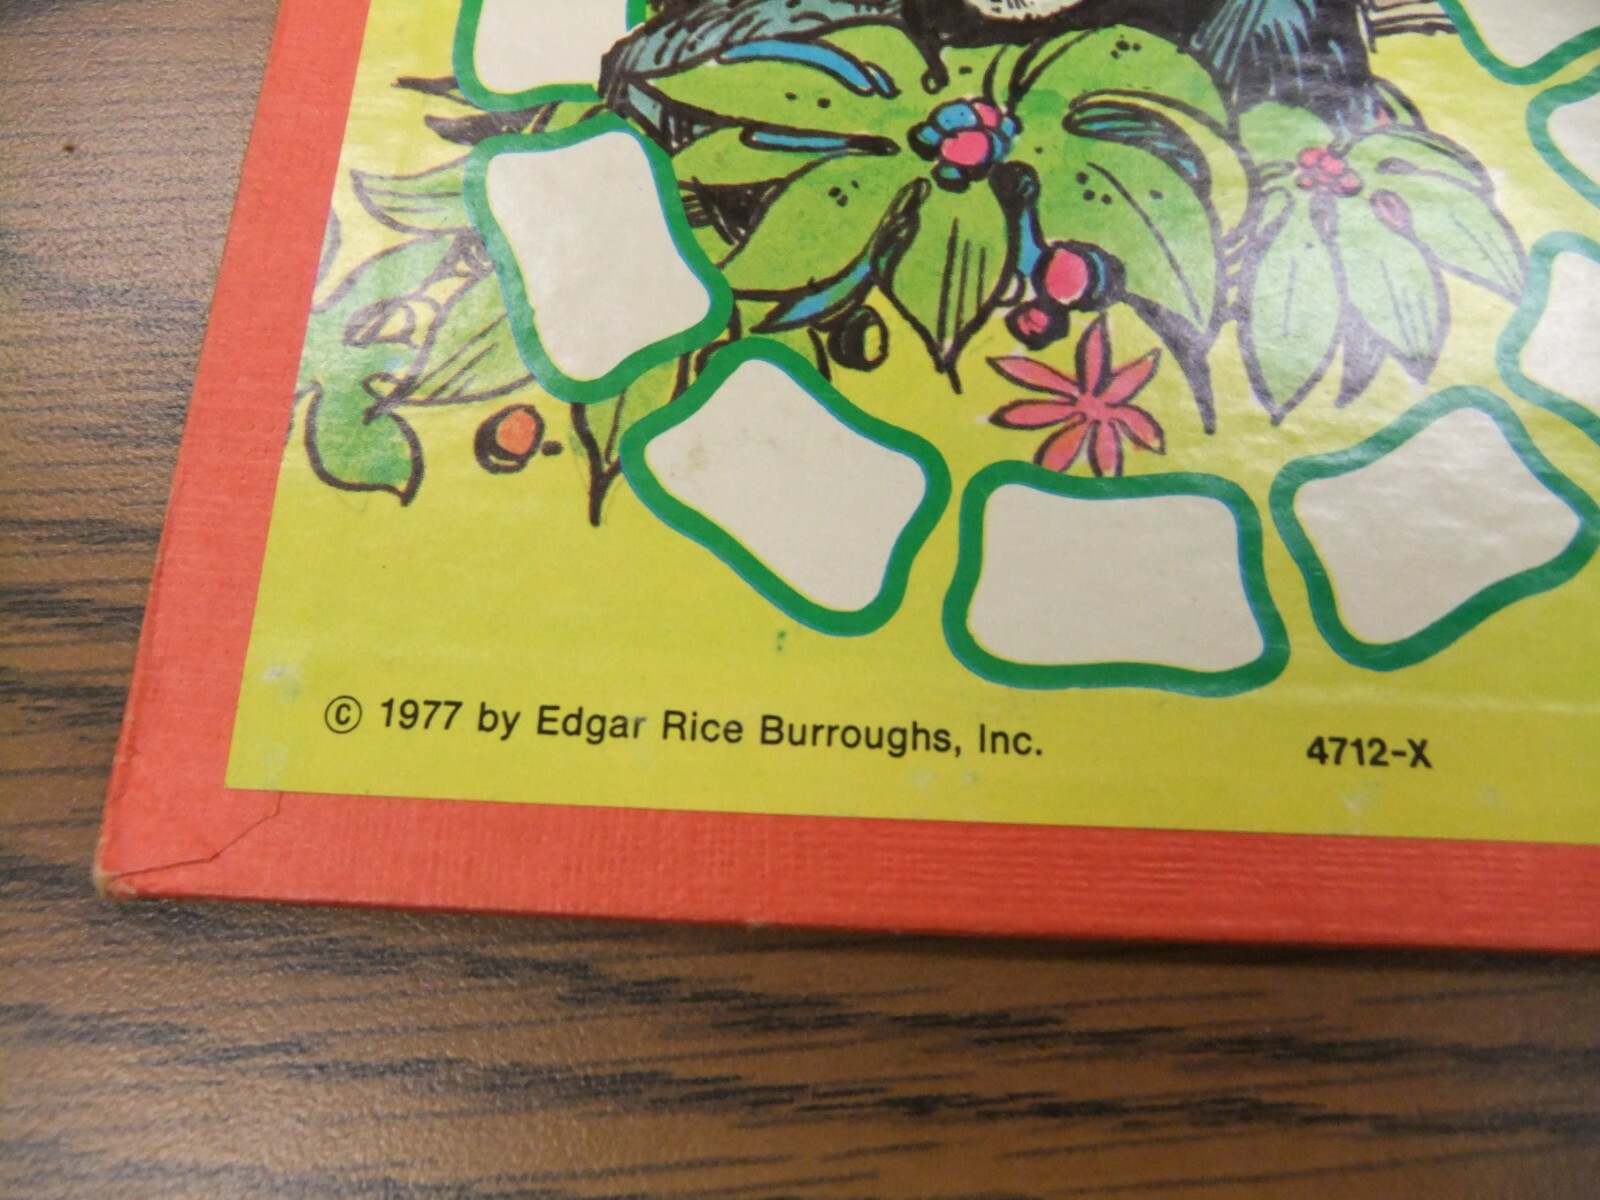 © 1977 by Edgar Rice Burroughs, Inc.
4712-X